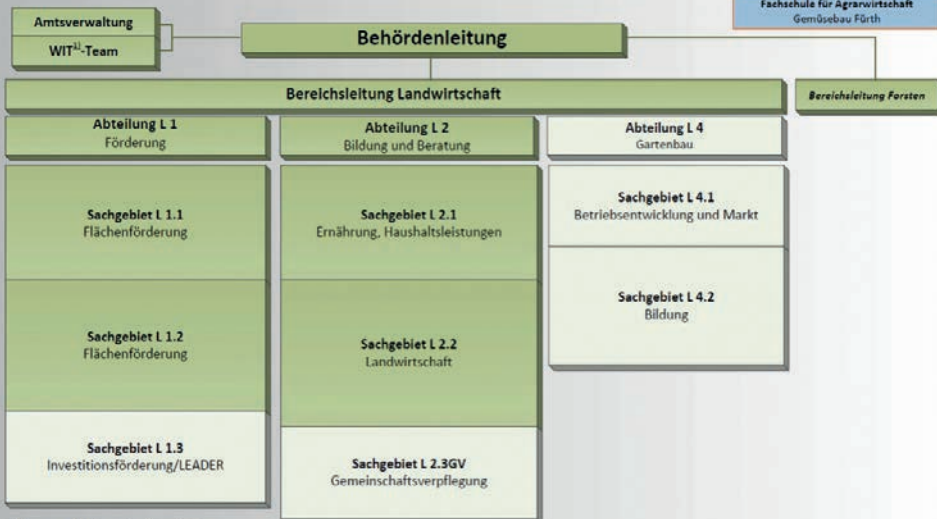 Fachschule für Agrarwirtschaft
Gemüsebau Fürth
Amtsverwaltung
WIT¹⁾-Team
Behördenleitung
Bereichsleitung Landwirtschaft
Bereichsleitung Forsten
Abteilung L 1
Förderung
Abteilung L 2
Bildung und Beratung
Abteilung L 4
Gartenbau
Sachgebiet L 1.1
Flächenförderung
Sachgebiet L 2.1
Ernährung, Haushaltsleistungen
Sachgebiet L 4.1
Betriebsentwicklung und Markt
Sachgebiet L 1.2
Flächenförderung
Sachgebiet L 2.2
Landwirtschaft
Sachgebiet L 4.2
Bildung
Sachgebiet L 1.3
Investitionsförderung/LEADER
Sachgebiet L 2.3GV
Gemeinschaftsverpflegung